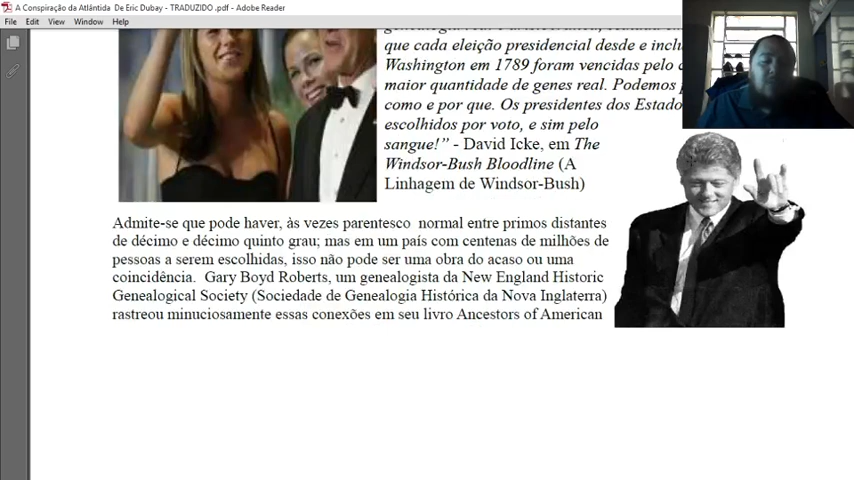 A Conspiração da Atlântida De Eric Dubay - TRADUZIDO .pdf - Adobe Reader
File Edit View Window Help
que cada eleição presidencial desde e
Washington em 1789 foram vencidas pelo
maior quantidade de genes real. Podemos
como e por que. Os presidentes dos Estado
escolhidos por voto, e sim pelo
sangue!” - David Icke, em The
Windsor-Bush Bloodline (A
Linhagem de Windsor-Bush)
Admite-se que pode haver, às vezes parentesco normal entre primos distantes
de décimo e décimo quinto grau; mas em um país com centenas de milhões de
pessoas a serem escolhidas, isso não pode ser uma obra do acaso ou uma
coincidência. Gary Boyd Roberts, um genealogista da New England Historic
Genealogical Society (Sociedade de Genealogia Histórica da Nova Inglaterra)
rastreou minuciosamente essas conexões em seu livro Ancestors of American